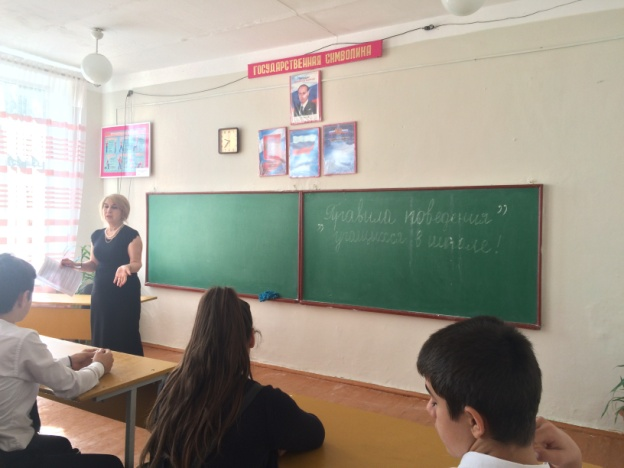 ГОСУДАРСТВЕННАЯ СИМВОЛИКА
"Правила поведения"
"учащихся в школе!